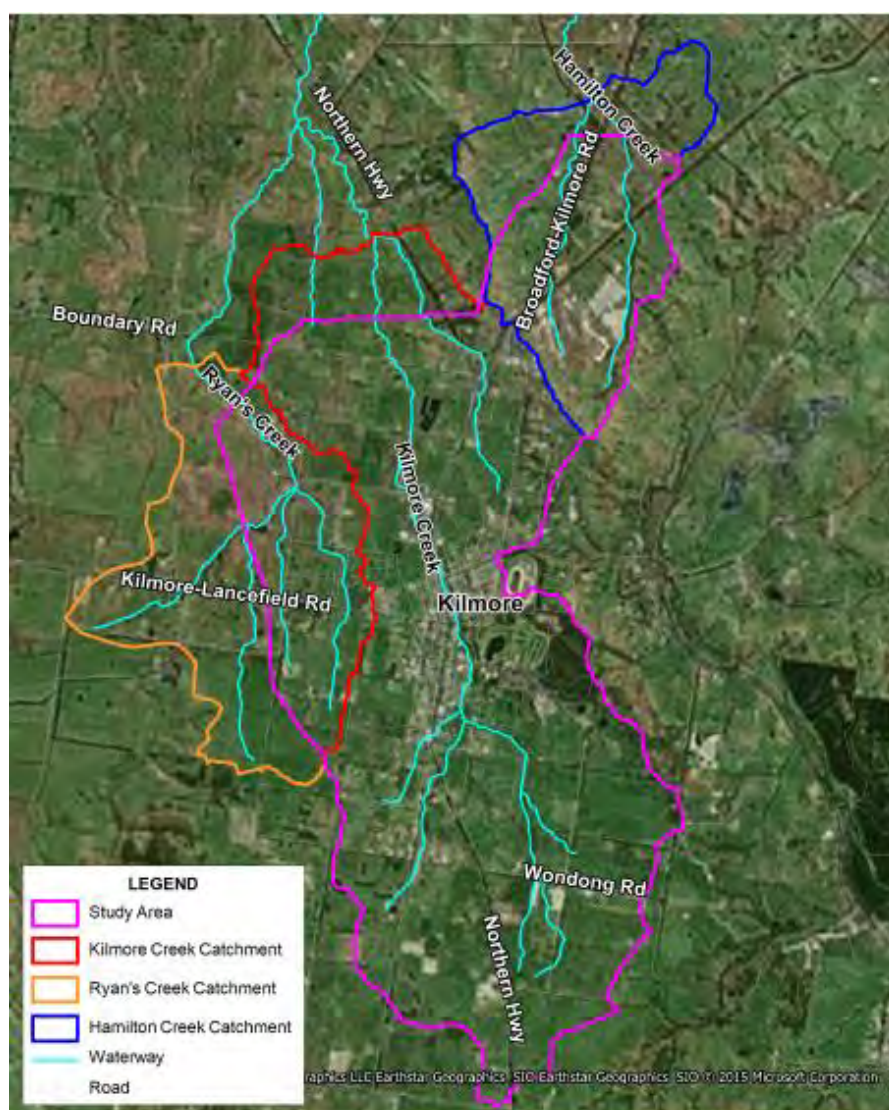 Hamilton Creek
Northern Hwy
Broadford-Kilmore Rd
Boundary Rd
Ryan's Creek
Kilmore Creek
Kilmore-Lancefield Rd
Kilmore
Wondong Rd
Northern Hwy
LEGEND
Study Area
Kilmore Creek Catchment
Ryan's Creek Catchment
Hamilton Creek Catchment
Waterway
Road
raphics LLC Earthstar Geographics SIO Earthstar Geographics SIO © 2015 Microsoft Corporation